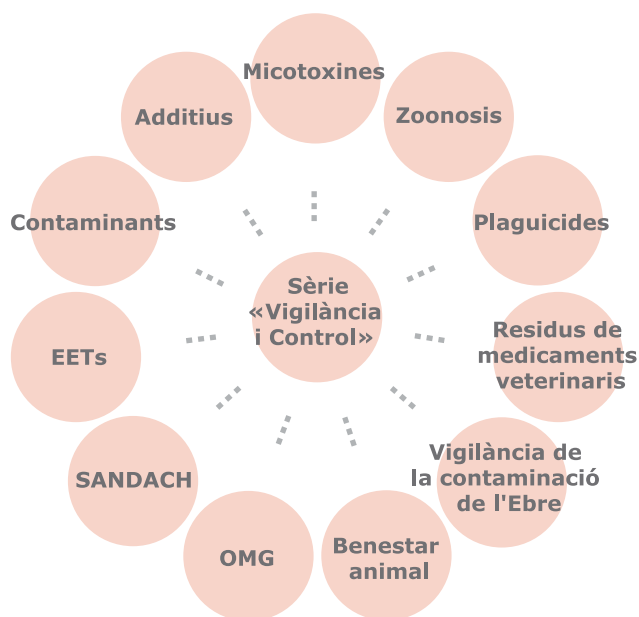 Micotoxines
Zoonosis
Plaguicides
Residus de
medicaments
veterinaris
Vigilància de
la contaminació
de l'Ebre
Benestar
animal
OMG
SANDACH
EETs
Contaminants
Additius
Sèrie
«Vigilància
i Control»